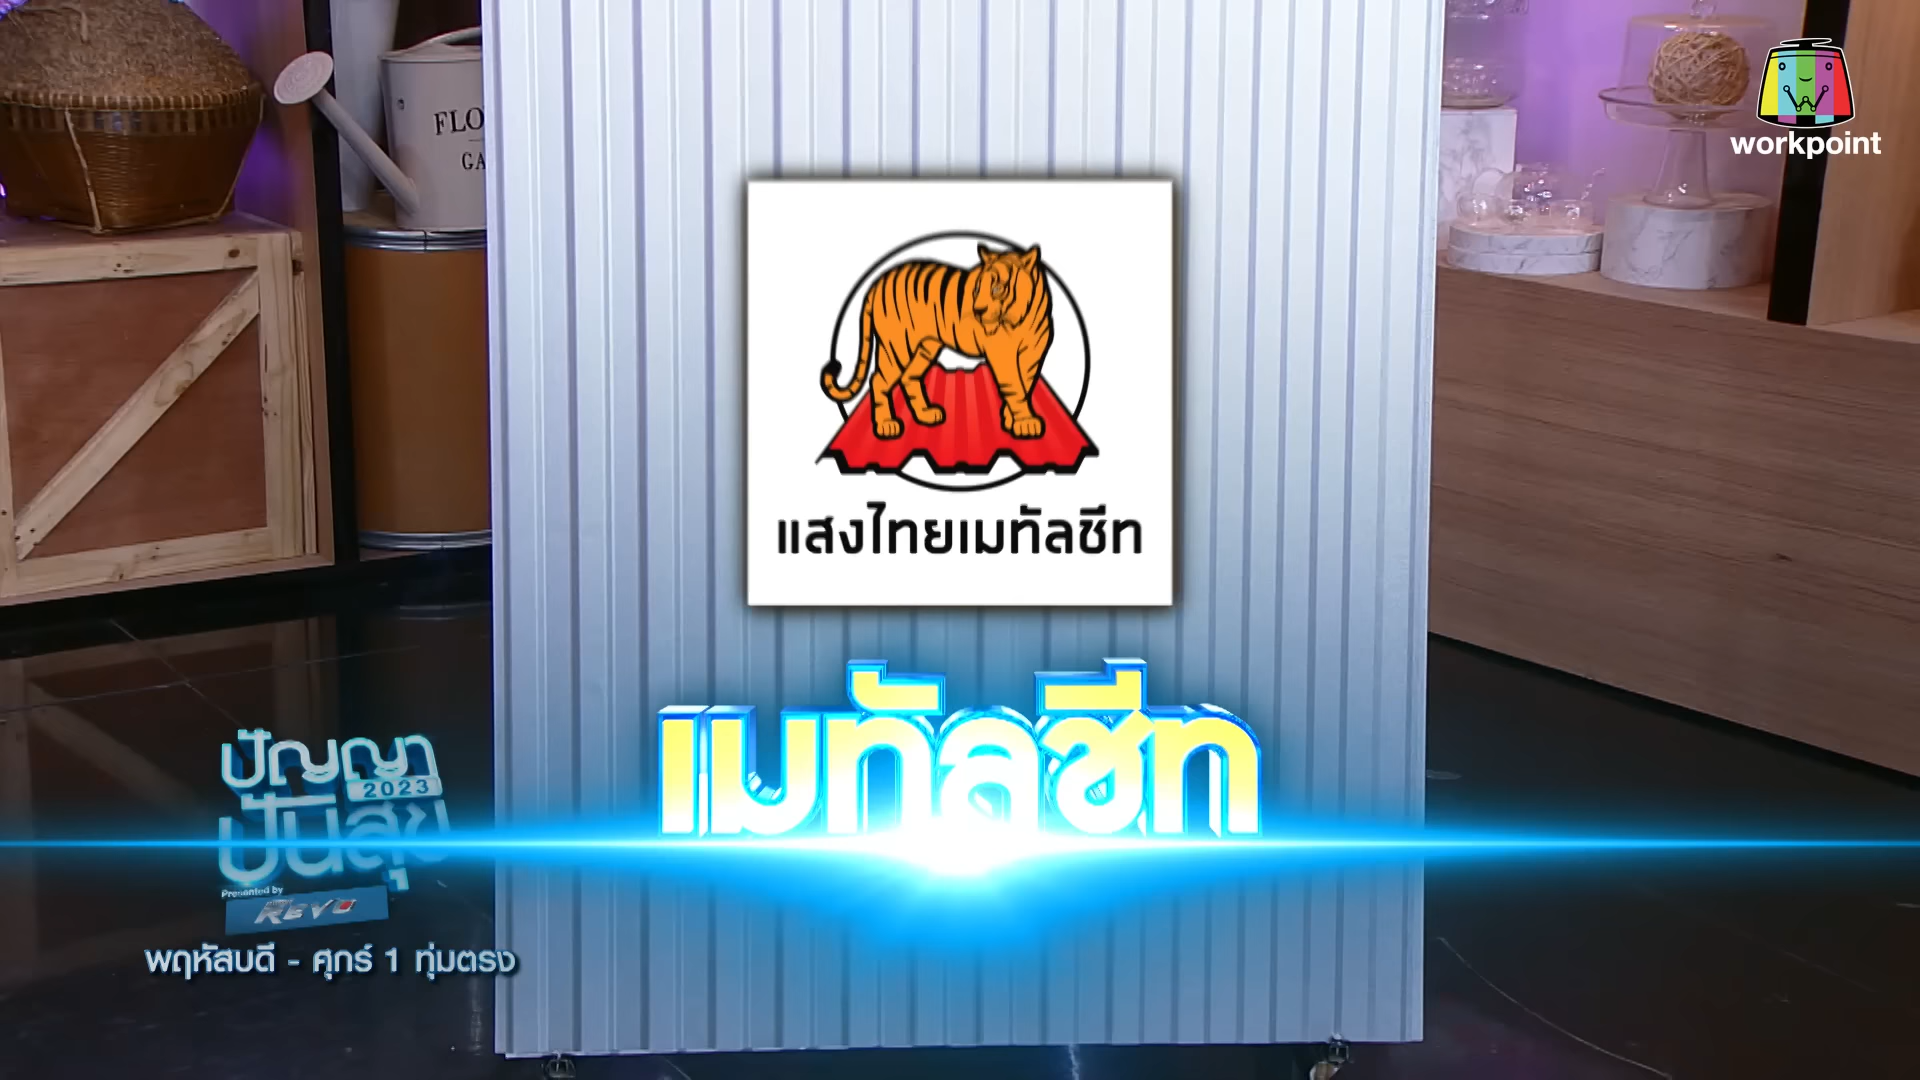 FLO
GA
workpoint
แสงไทยเมทัลชีท
เมทัลชีท
ปัญญา
2023
ปันสุข
Presented by
REVO
พฤหัสบดี - ศุกร์ 1 ทุ่มตรง